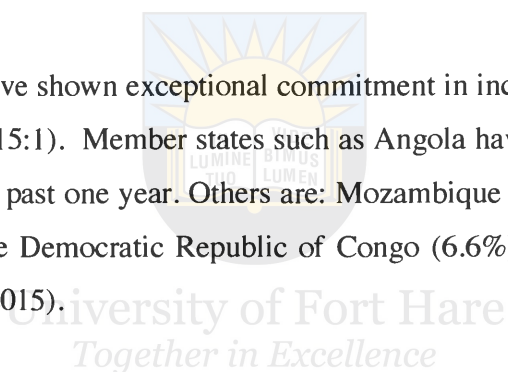 ve shown exceptional commitment in inc
15:1). Member states such as Angola hav
past one year. Others are: Mozambique
e Democratic Republic of Congo (6.6%
015).
LUMINE BIMUS
TUO LUMEN
University of Fort Hare
Together in Excellence